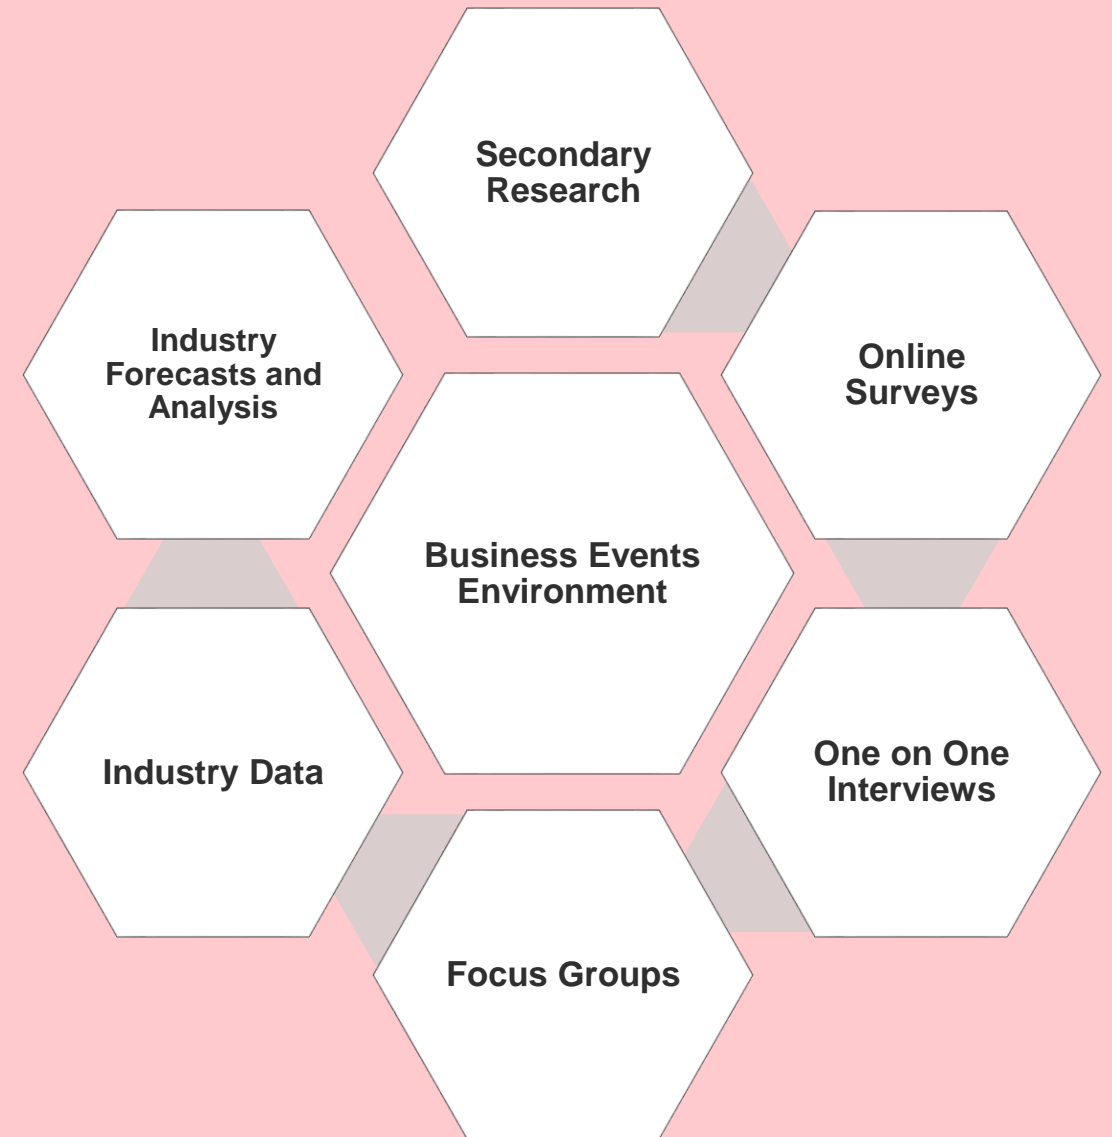 Secondary
Research
Industry
Forecasts and
Analysis
Online
Surveys
Business Events
Environment
Industry Data
One on One
Interviews
Focus Groups